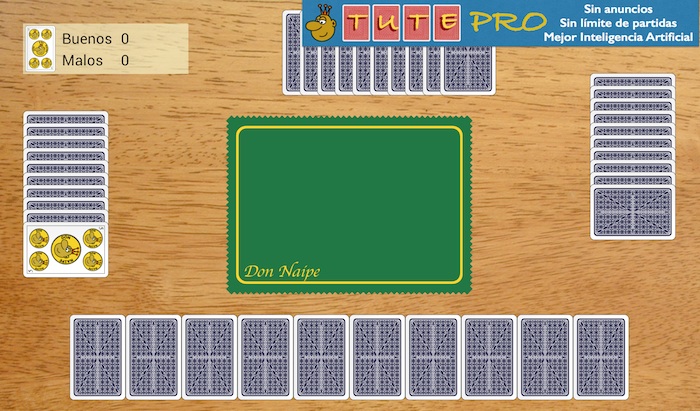 Buenos 0
Malos 0
TUTE PRO
Sin anuncios
Sin límite de partidas
Mejor Inteligencia Artificial
Don Naipe